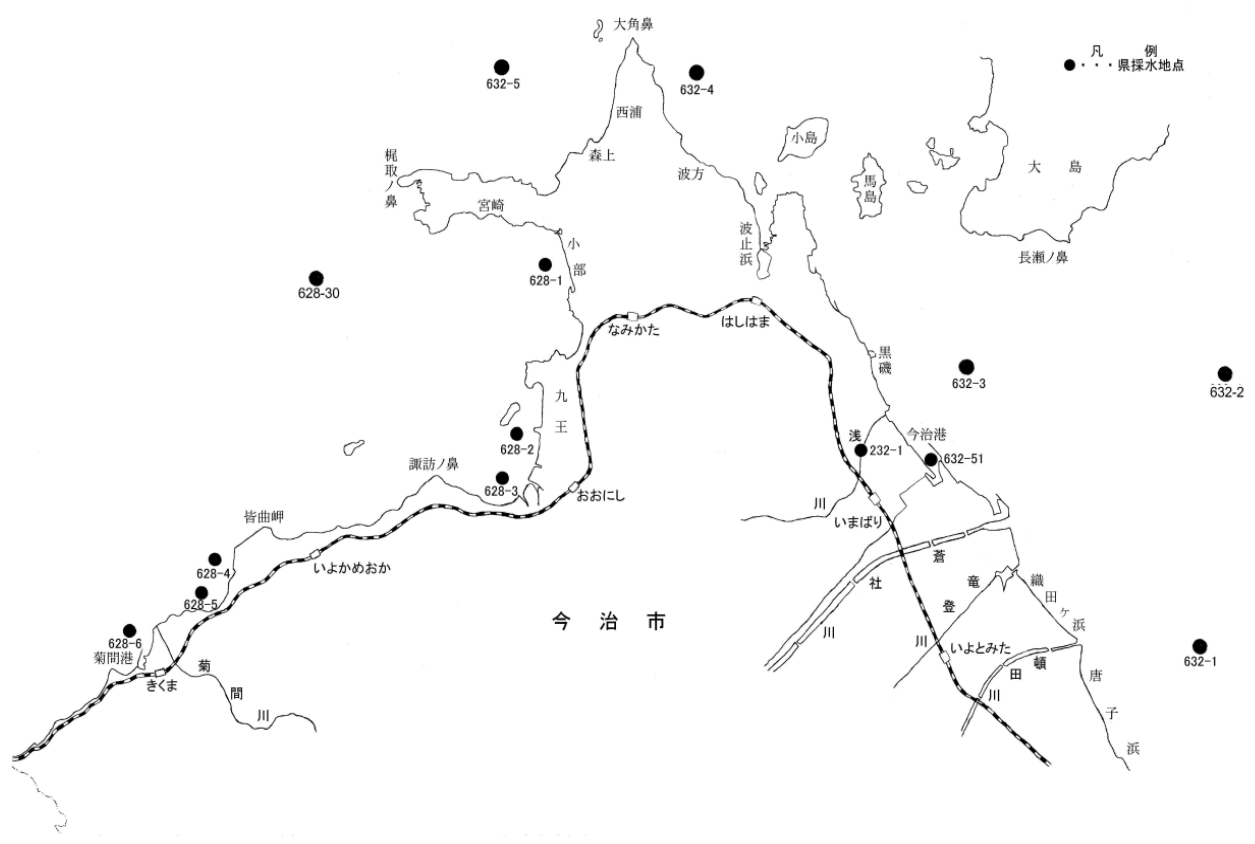 大角鼻
凡　例
●・・・県採水地点
632-5
632-4
西浦
小島
森上
波方
梶取ノ鼻
馬島
大島
宮崎
小部
波止浜
長瀬ノ鼻
628-1
628-30
なみかた
はしはま
黒磯
632-3
632-2
九王
628-2
浅
232-1
今治港
632-51
諏訪ノ鼻
628-3
おおにし
川
いまばり
皆曲岬
628-4
いよかめおか
蒼
社
川
竜
登
川
織田ヶ浜
628-5
今治市
628-6
菊間港
きくま
菊
間
川
いよとみた
頓
田
川
632-1
唐子浜